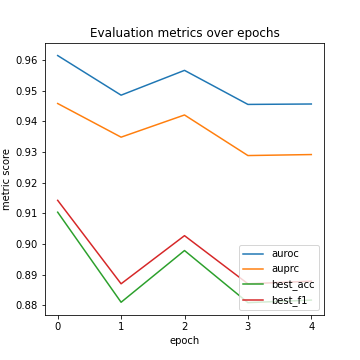 Evaluation metrics over epochs
metric score
0.96
0.95
0.94
0.93
0.92
0.91
0.90
0.89
0.88
auroc
auprc
best_acc
best_f1
0 1 2 3 4
epoch